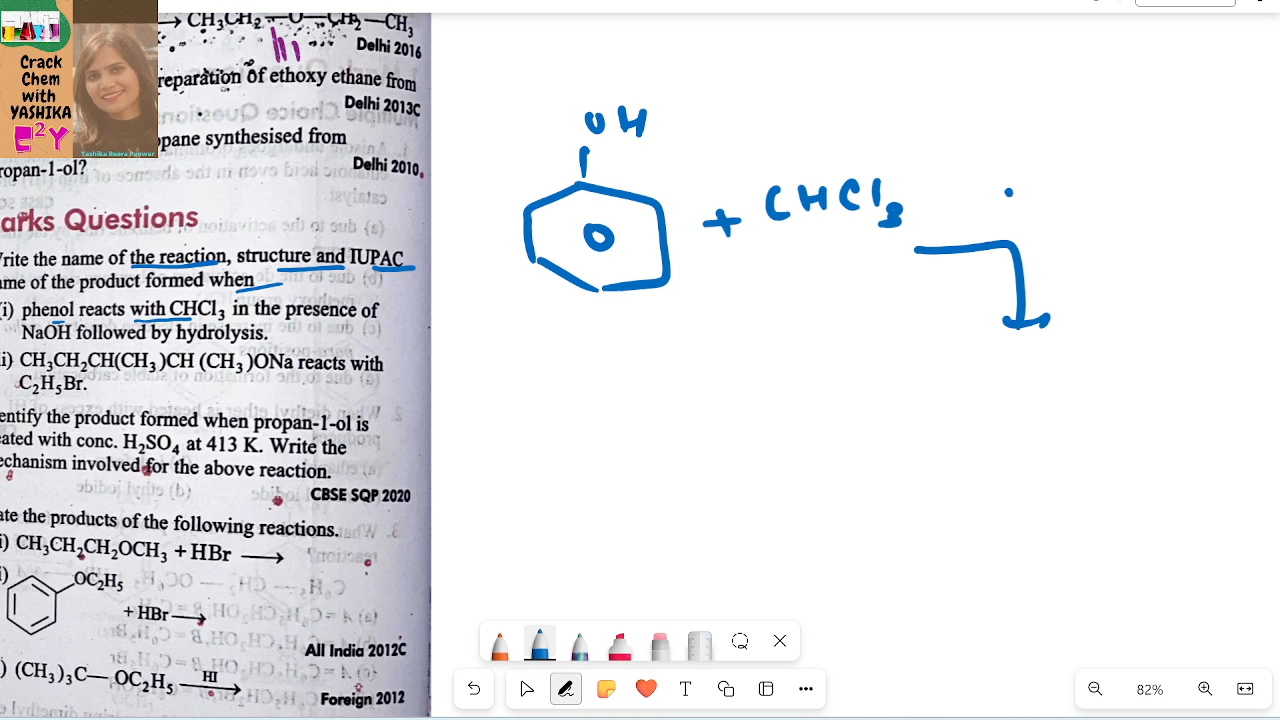 → CH₃CH₂—O—CH₂—CH₃
Delhi 2016
reparation of ethoxy ethane from
Delhi 2013C
pane synthesised from
ropan-1-ol?
Delhi 2010.
arks Questions
rite the name of the reaction, structure and IUPAC
ame of the product formed when
(i) phenol reacts with CHCl₃ in the presence of
NaOH followed by hydrolysis.
i) CH₃CH₂CH(CH₃)CH (CH₃)ONa reacts with
C₂H₅Br.
entify the product formed when propan-1-ol is
eated with conc. H₂SO₄ at 413 K. Write the
echanism involved for the above reaction.
CBSE SQP 2020
ate the products of the following reactions.
i) CH₃CH₂CH₂OCH₃ + HBr ⟶
i)
OC₂H₅
+ HBr ⟶
All India 2012C
) (CH₃)₃C—OC₂H₅ —HI→
Foreign 2012
Crack
Chem
with
YASHIKA
C²Y
Yashika Boora Panwar
OH
+ CHCl₃
82%